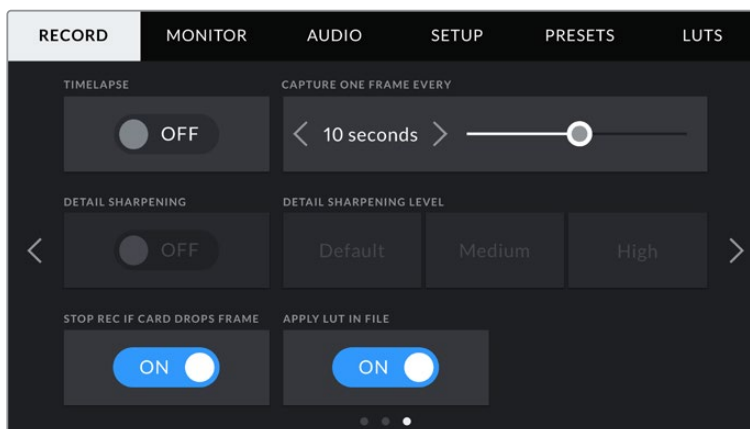 RECORD MONITOR AUDIO SETUP PRESETS LUTS
TIMELAPSE CAPTURE ONE FRAME EVERY
OFF 10 seconds
DETAIL SHARPENING DETAIL SHARPENING LEVEL
OFF Default Medium High
STOP REC IF CARD DROPS FRAME APPLY LUT IN FILE
ON ON